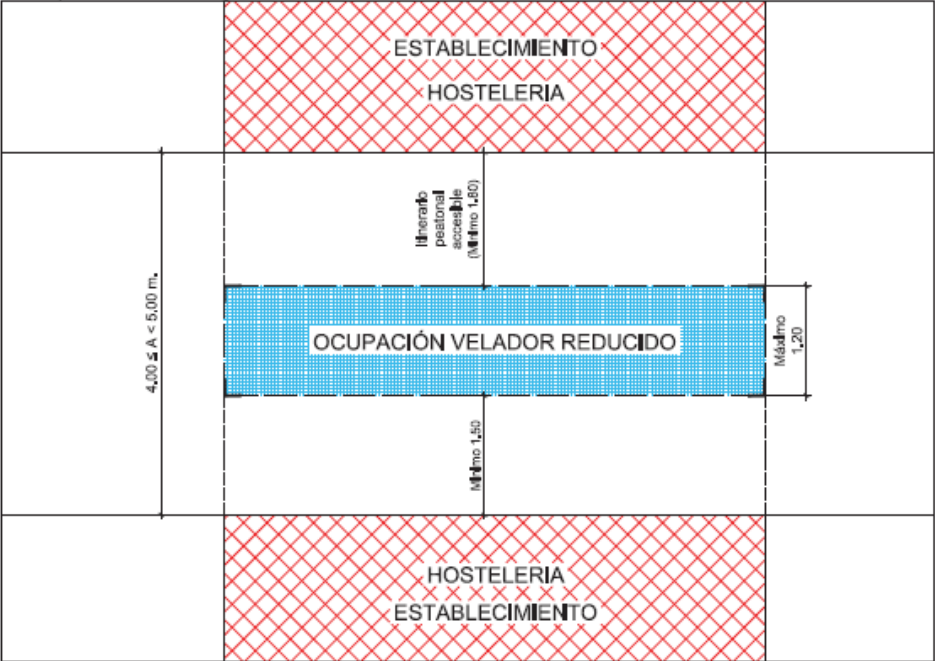 ESTABLECIMIENTO
HOSTELERIA
Itinerario
peatonal
accesible
(Mínimo 1.80)
4.00 ≤ A < 5.00 m.
OCUPACIÓN VELADOR REDUCIDO
Máximo
1.20
Mínimo 1.50
HOSTELERIA
ESTABLECIMIENTO